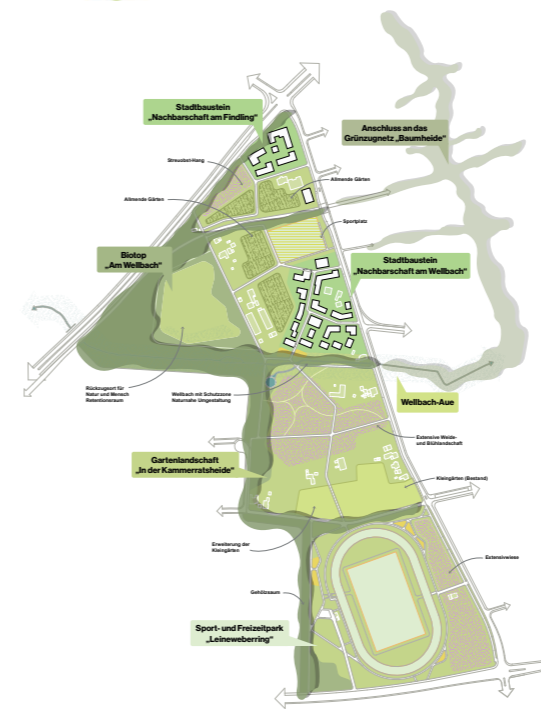 Stadtbaustein
„Nachbarschaft am Findling“
Anschluss an das
Grünzugnetz „Baumheide“
Streuobst-Hang
Allmende Gärten
Allmende Gärten
Sportplatz
Biotop
„Am Wellbach“
Stadtbaustein
„Nachbarschaft am Wellbach“
Rückzugsort für
Natur und Mensch
Retentionsraum
Wellbach mit Schutzzone
Naturnahe Umgestaltung
Wellbach-Aue
Extensive Weide-
und Blühlandschaft
Gartenlandschaft
„In der Kammerratsheide“
Kleingärten (Bestand)
Erweiterung der
Kleingärten
Extensivwiese
Gehölzsaum
Sport- und Freizeitpark
„Leineweberring“